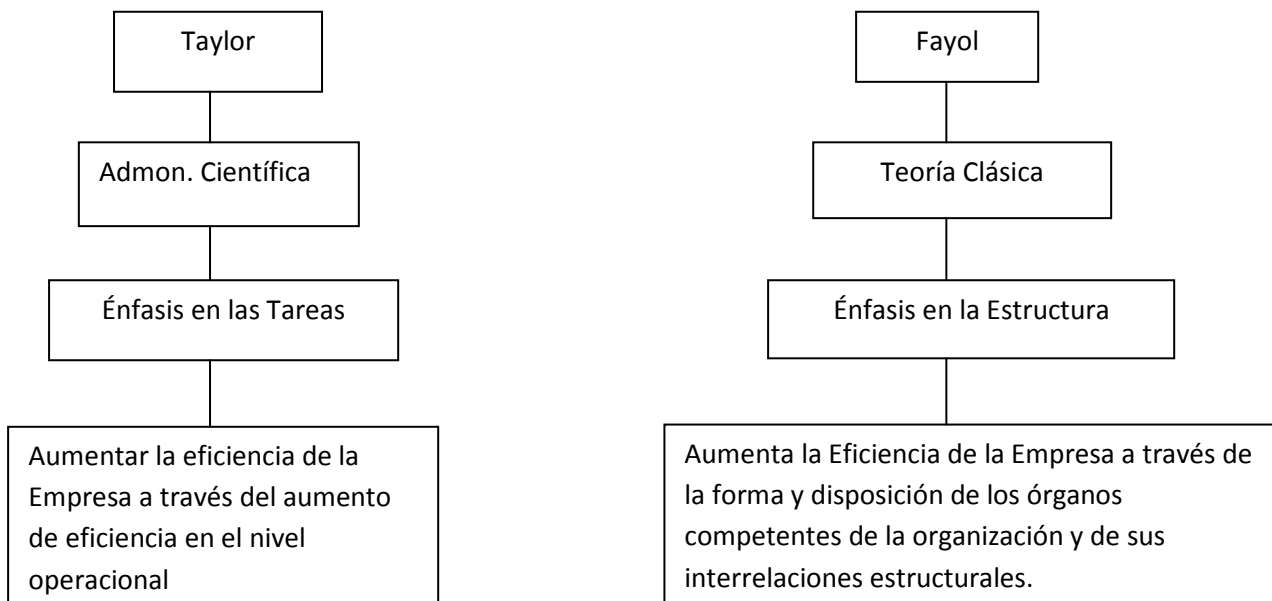 Taylor
Admon. Científica
Énfasis en las Tareas
Aumentar la eficiencia de la
Empresa a través del aumento
de eficiencia en el nivel
operacional
Fayol
Teoría Clásica
Énfasis en la Estructura
Aumenta la Eficiencia de la Empresa a través de
la forma y disposición de los órganos
competentes de la organización y de sus
interrelaciones estructurales.